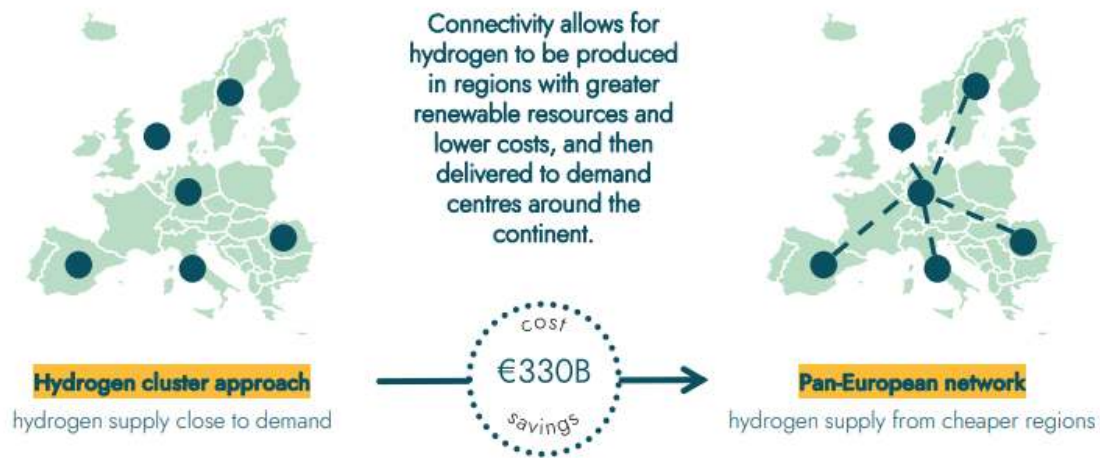 Connectivity allows for
hydrogen to be produced
in regions with greater
renewable resources and
lower costs, and then
delivered to demand
centres around the
continent.
cost
€330B
savings
Hydrogen cluster approach
hydrogen supply close to demand
Pan-European network
hydrogen supply from cheaper regions